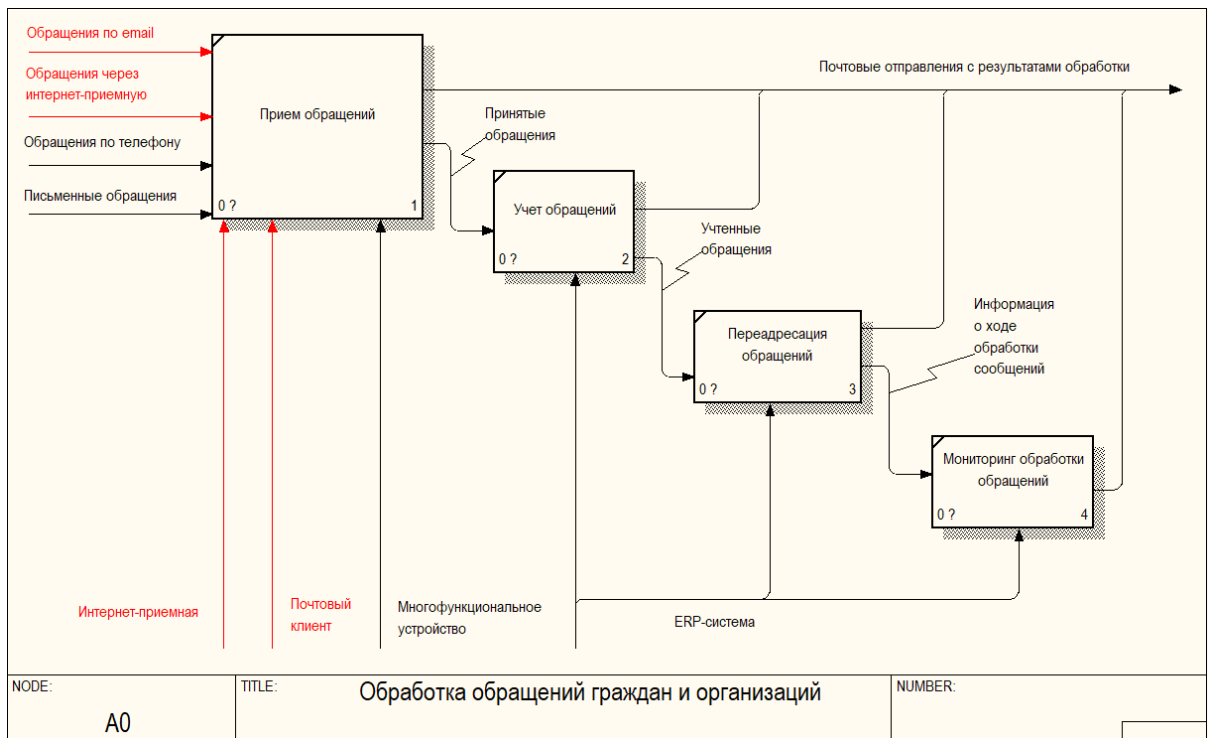 Обращения по email
Обращения через
интернет-приемную
Обращения по телефону
Письменные обращения
Прием обращений
0 ?
1
Почтовые отправления с результатами обработки
Принятые
обращения
Учет обращений
0 ?
2
Учтенные
обращения
Переадресация
обращений
0 ?
3
Информация
о ходе
обработки
сообщений
Мониторинг обработки
обращений
0 ?
4
Интернет-приемная
Почтовый
клиент
Многофункциональное
устройство
ERP-система
NODE:
A0
TITLE:
Обработка обращений граждан и организаций
NUMBER: